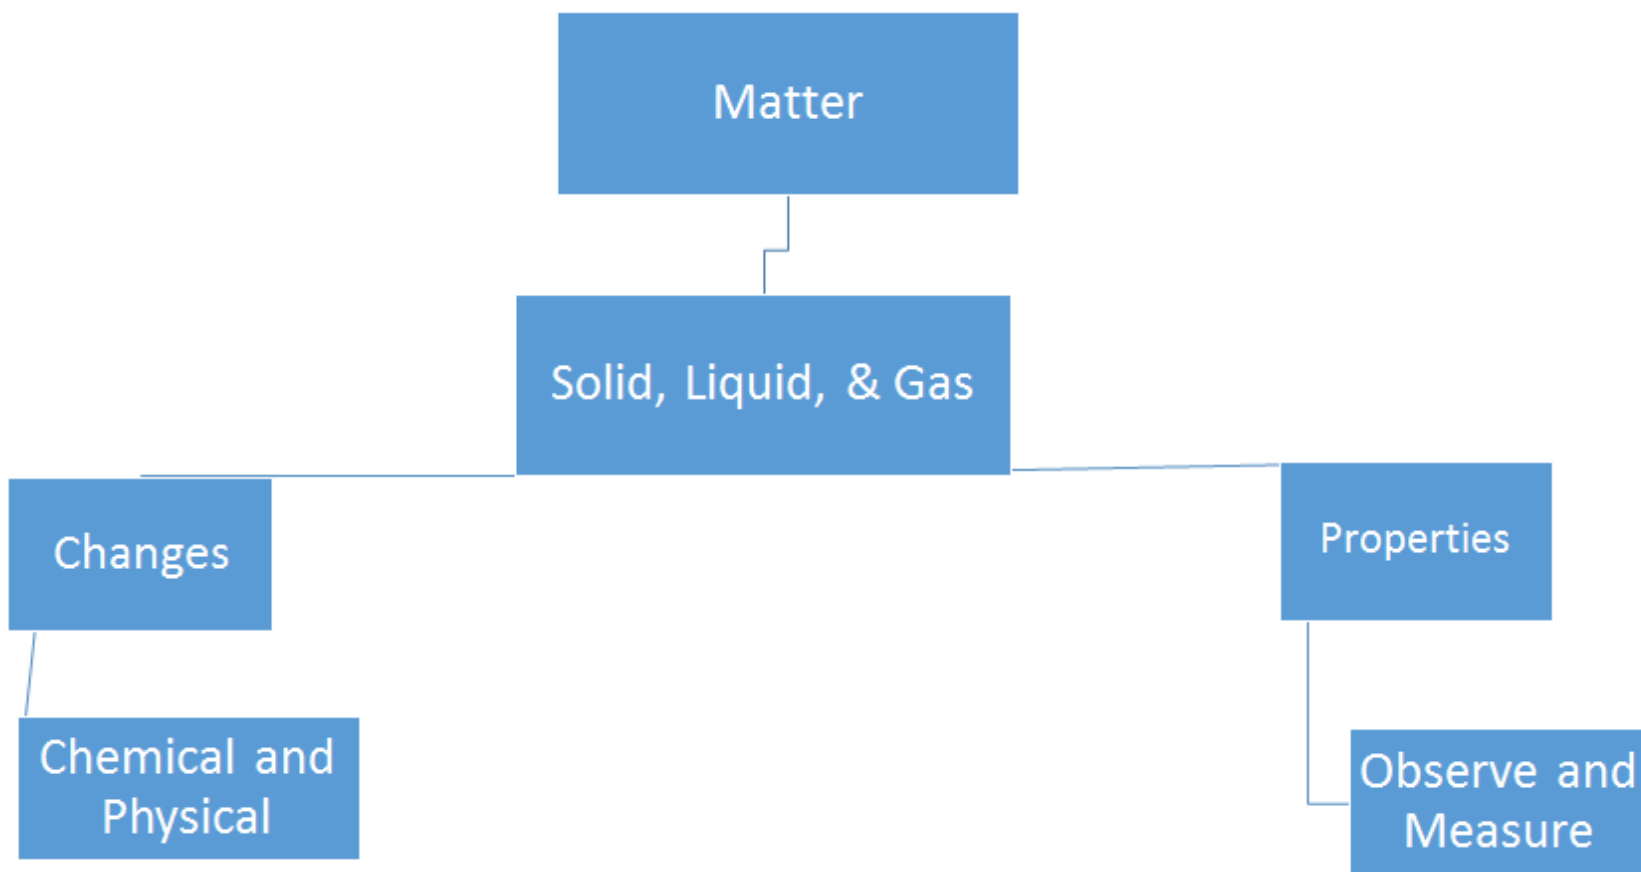 Matter
Solid, Liquid, & Gas
Changes
Properties
Chemical and
Physical
Observe and
Measure